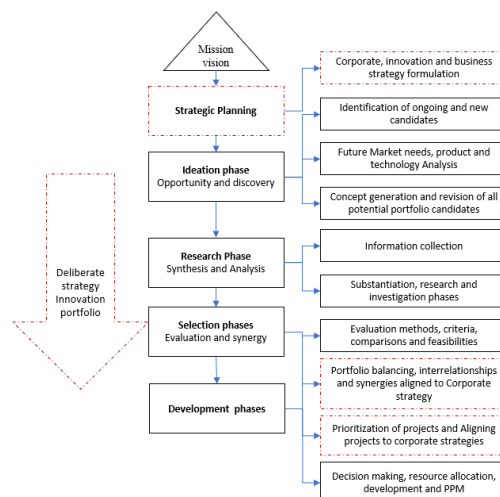 Mission
vision
Strategic Planning
Corporate, innovation and business
strategy formulation
Identification of ongoing and new
candidates
Ideation phase
Opportunity and discovery
Future Market needs, product and
technology Analysis
Concept generation and revision of all
potential portfolio candidates
Research Phase
Synthesis and Analysis
Information collection
Substantiation, research and
investigation phases
Deliberate
strategy
Innovation
portfolio
Selection phases
Evaluation and synergy
Evaluation methods, criteria,
comparisons and feasibilities
Portfolio balancing, interrelationships
and synergies aligned to Corporate
strategy
Development phases
Prioritization of projects and Aligning
projects to corporate strategies
Decision making, resource allocation,
development and PPM